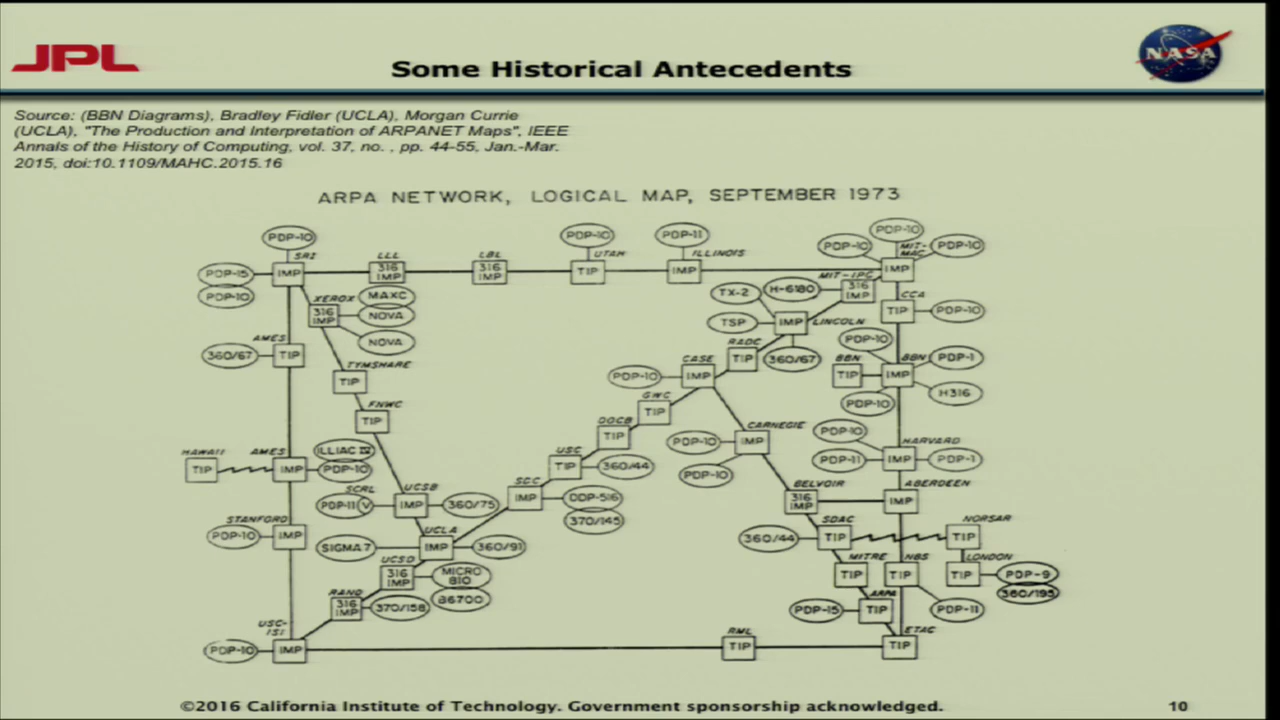 JPL
NASA
Some Historical Antecedents
Source: (BBN Diagrams), Bradley Fidler (UCLA), Morgan Currie
(UCLA), "The Production and Interpretation of ARPANET Maps", IEEE
Annals of the History of Computing, vol. 37, no. , pp. 44-55, Jan.-Mar.
2015, doi:10.1109/MAHC.2015.16
ARPA NETWORK, LOGICAL MAP, SEPTEMBER 1973
PDP-10
PDP-15
PDP-10
SRI
IMP
LLL
316
IMP
LBL
316
IMP
PDP-10
UTAH
TIP
PDP-11
ILLINOIS
IMP
PDP-10
PDP-10
PDP-10
MIT-
MAC
IMP
XEROX
316
IMP
MAXC
NOVA
NOVA
TX-2
H-6180
MIT-IPC
316
IMP
CCA
TIP
PDP-10
TSP
IMP
LINCOLN
360/67
AMES
360/67
TIP
TYMSHARE
TIP
RADC
TIP
CASE
PDP-10
IMP
PDP-10
BBN
TIP
BBN
IMP
PDP-1
H316
PDP-10
FNWC
TIP
GWC
TIP
DOCB
TIP
CARNEGIE
PDP-10
IMP
PDP-10
PDP-10
HARVARD
PDP-11
IMP
PDP-1
HAWAII
TIP
AMES
IMP
ILLIAC IV
PDP-10
USC
TIP
360/44
SCRL
PDP-11
V
UCSB
IMP
360/75
SDC
IMP
DDP-516
370/145
BELVOIR
316
IMP
ABERDEEN
IMP
STANFORD
PDP-10
IMP
SIGMA 7
UCLA
IMP
360/91
SDAC
360/44
TIP
NORSAR
TIP
UCSD
316
IMP
MICRO
810
B6700
MITRE
TIP
NBS
TIP
LONDON
TIP
PDP-9
360/195
RAND
316
IMP
370/158
PDP-15
ARPA
TIP
PDP-11
USC-
ISI
PDP-10
IMP
RML
TIP
ETAC
TIP
©2016 California Institute of Technology. Government sponsorship acknowledged.
10